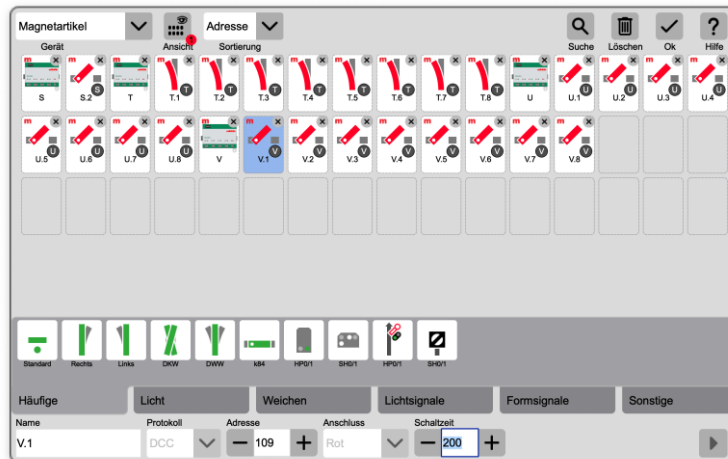 Magnetartikel Adresse
Gerät Ansicht 1 Sortierung Suche Löschen Ok Hilfe
m m m m m m m m m m m m m m m
S T U
S S.2 T T.1 T.2 T.3 T.4 T.5 T.6 T.7 T.8 U U.1 U.2 U.3 U.4
m m m m m m m m m m m m m
U V
U.5 U.6 U.7 U.8 V V.1 V.2 V.3 V.4 V.5 V.6 V.7 V.8
Standard Rechts Links DKW DWW k84 HP0/1 SH0/1 HP0/1 SH0/1
Häufige Licht Weichen Lichtsignale Formsignale Sonstige
Name Protokoll Adresse Anschluss Schaltzeit
V.1 DCC 109 Rot 200